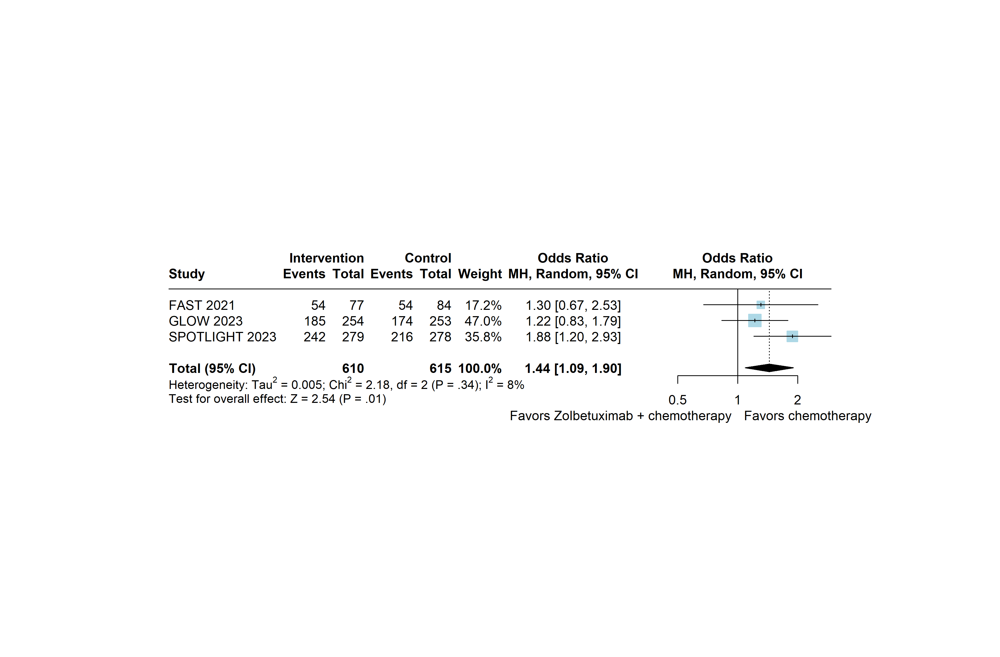 Intervention Control Odds Ratio Odds Ratio
Study Events Total Events Total Weight MH, Random, 95% CI MH, Random, 95% CI
FAST 2021 54 77 54 84 17.2% 1.30 [0.67, 2.53]
GLOW 2023 185 254 174 253 47.0% 1.22 [0.83, 1.79]
SPOTLIGHT 2023 242 279 216 278 35.8% 1.88 [1.20, 2.93]
Total (95% CI) 610 615 100.0% 1.44 [1.09, 1.90]
Heterogeneity: Tau² = 0.005; Chi² = 2.18, df = 2 (P = .34); I² = 8%
Test for overall effect: Z = 2.54 (P = .01)
0.5 1 2
Favors Zolbetuximab + chemotherapy Favors chemotherapy